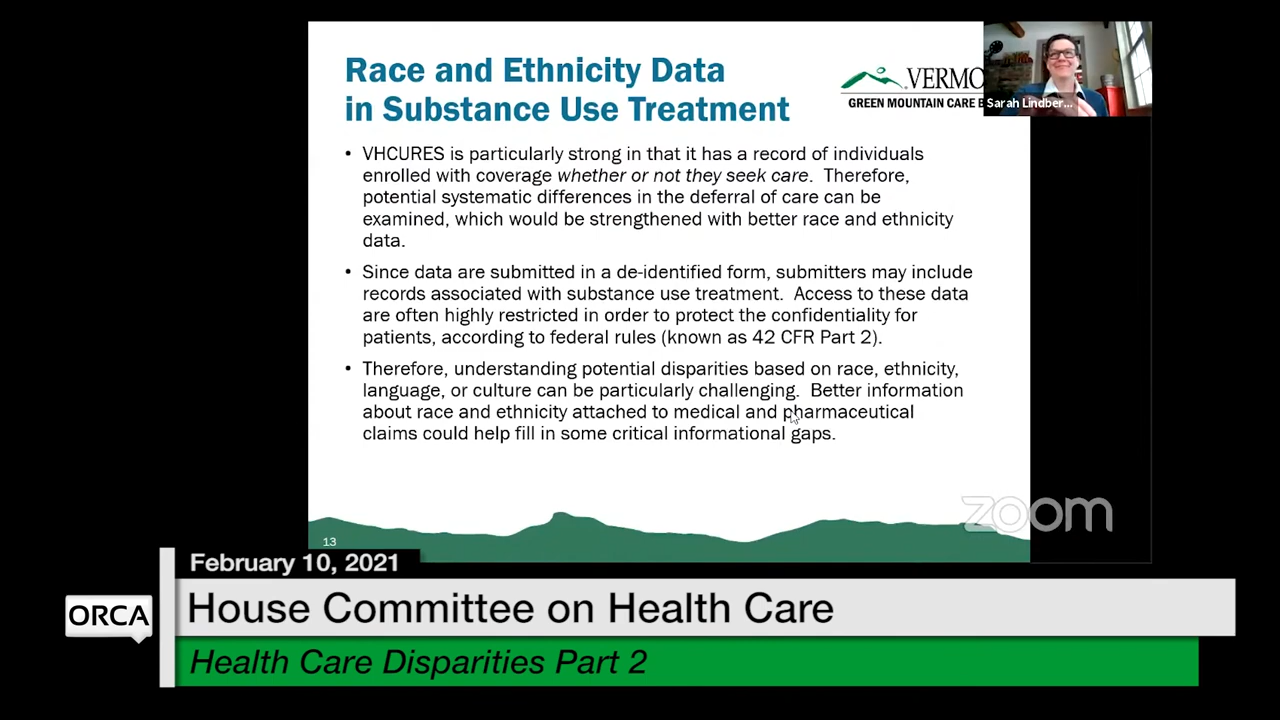 Race and Ethnicity Data
in Substance Use Treatment
VERMO
GREEN MOUNTAIN CARE B
Sarah Lindber...
• VHCURES is particularly strong in that it has a record of individuals
enrolled with coverage whether or not they seek care. Therefore,
potential systematic differences in the deferral of care can be
examined, which would be strengthened with better race and ethnicity
data.
• Since data are submitted in a de-identified form, submitters may include
records associated with substance use treatment. Access to these data
are often highly restricted in order to protect the confidentiality for
patients, according to federal rules (known as 42 CFR Part 2).
• Therefore, understanding potential disparities based on race, ethnicity,
language, or culture can be particularly challenging. Better information
about race and ethnicity attached to medical and pharmaceutical
claims could help fill in some critical informational gaps.
zoom
13
February 10, 2021
ORCA
House Committee on Health Care
Health Care Disparities Part 2